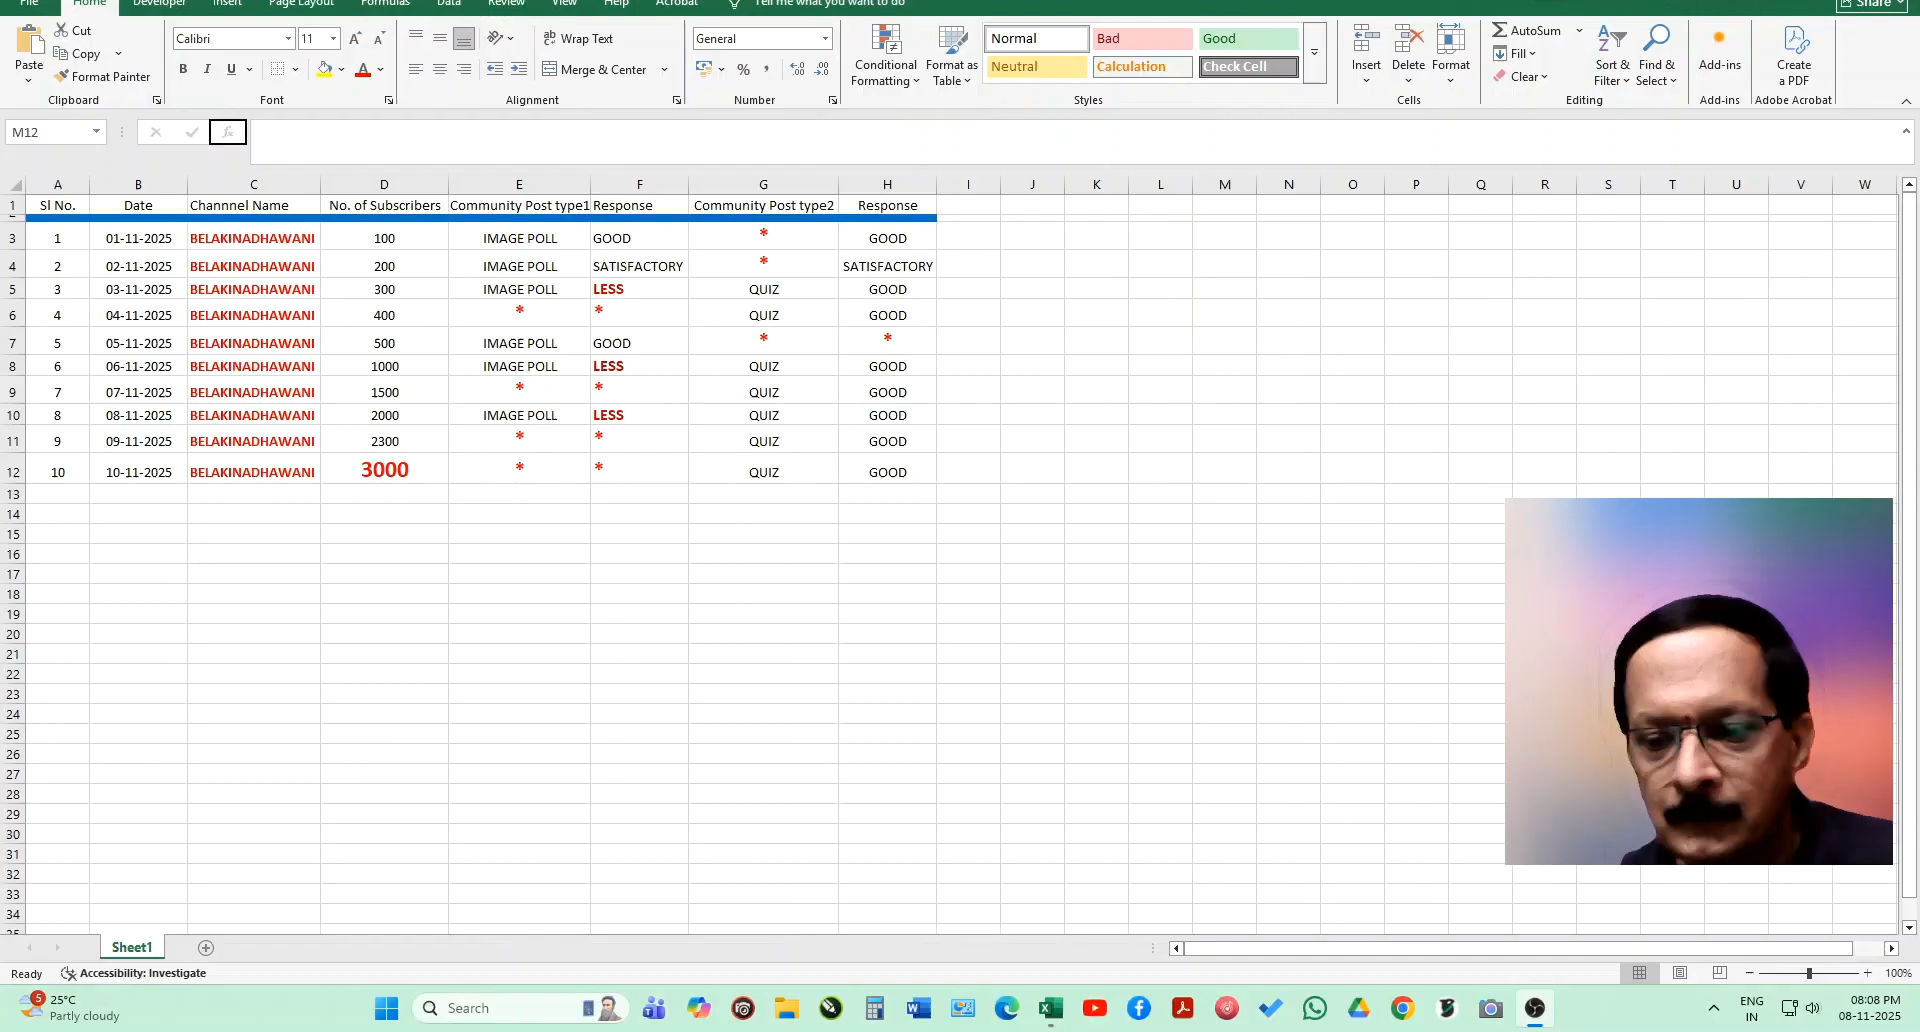 File Home Developer Insert Page Layout Formulas Data Review View Help Acrobat Tell me what you want to do Share
Paste
Cut
Copy
Format Painter
Clipboard
Calibri 11
B I U
Font
Wrap Text
Merge & Center
Alignment
General
% ,
Number
Conditional Formatting
Format as Table
Normal Bad Good
Neutral Calculation Check Cell
Styles
Insert Delete Format
Cells
AutoSum
Fill
Clear
Sort & Filter
Find & Select
Editing
Add-ins
Add-ins
Create a PDF
Adobe Acrobat
M12 fx
A B C D E F G H I J K L M N O P Q R S T U V W
1 Sl No. Date Channnel Name No. of Subscribers Community Post type1 Response Community Post type2 Response
3 1 01-11-2025 BELAKINADHAWANI 100 IMAGE POLL GOOD * GOOD
4 2 02-11-2025 BELAKINADHAWANI 200 IMAGE POLL SATISFACTORY * SATISFACTORY
5 3 03-11-2025 BELAKINADHAWANI 300 IMAGE POLL LESS QUIZ GOOD
6 4 04-11-2025 BELAKINADHAWANI 400 * * QUIZ GOOD
7 5 05-11-2025 BELAKINADHAWANI 500 IMAGE POLL GOOD * *
8 6 06-11-2025 BELAKINADHAWANI 1000 IMAGE POLL LESS QUIZ GOOD
9 7 07-11-2025 BELAKINADHAWANI 1500 * * QUIZ GOOD
10 8 08-11-2025 BELAKINADHAWANI 2000 IMAGE POLL LESS QUIZ GOOD
11 9 09-11-2025 BELAKINADHAWANI 2300 * * QUIZ GOOD
12 10 10-11-2025 BELAKINADHAWANI 3000 * * QUIZ GOOD
13
14
15
16
17
18
19
20
21
22
23
24
25
26
27
28
29
30
31
32
33
34
Sheet1
Ready Accessibility: Investigate 100%
5 25°C
Partly cloudy
Search
ENG
IN
08:08 PM
08-11-2025